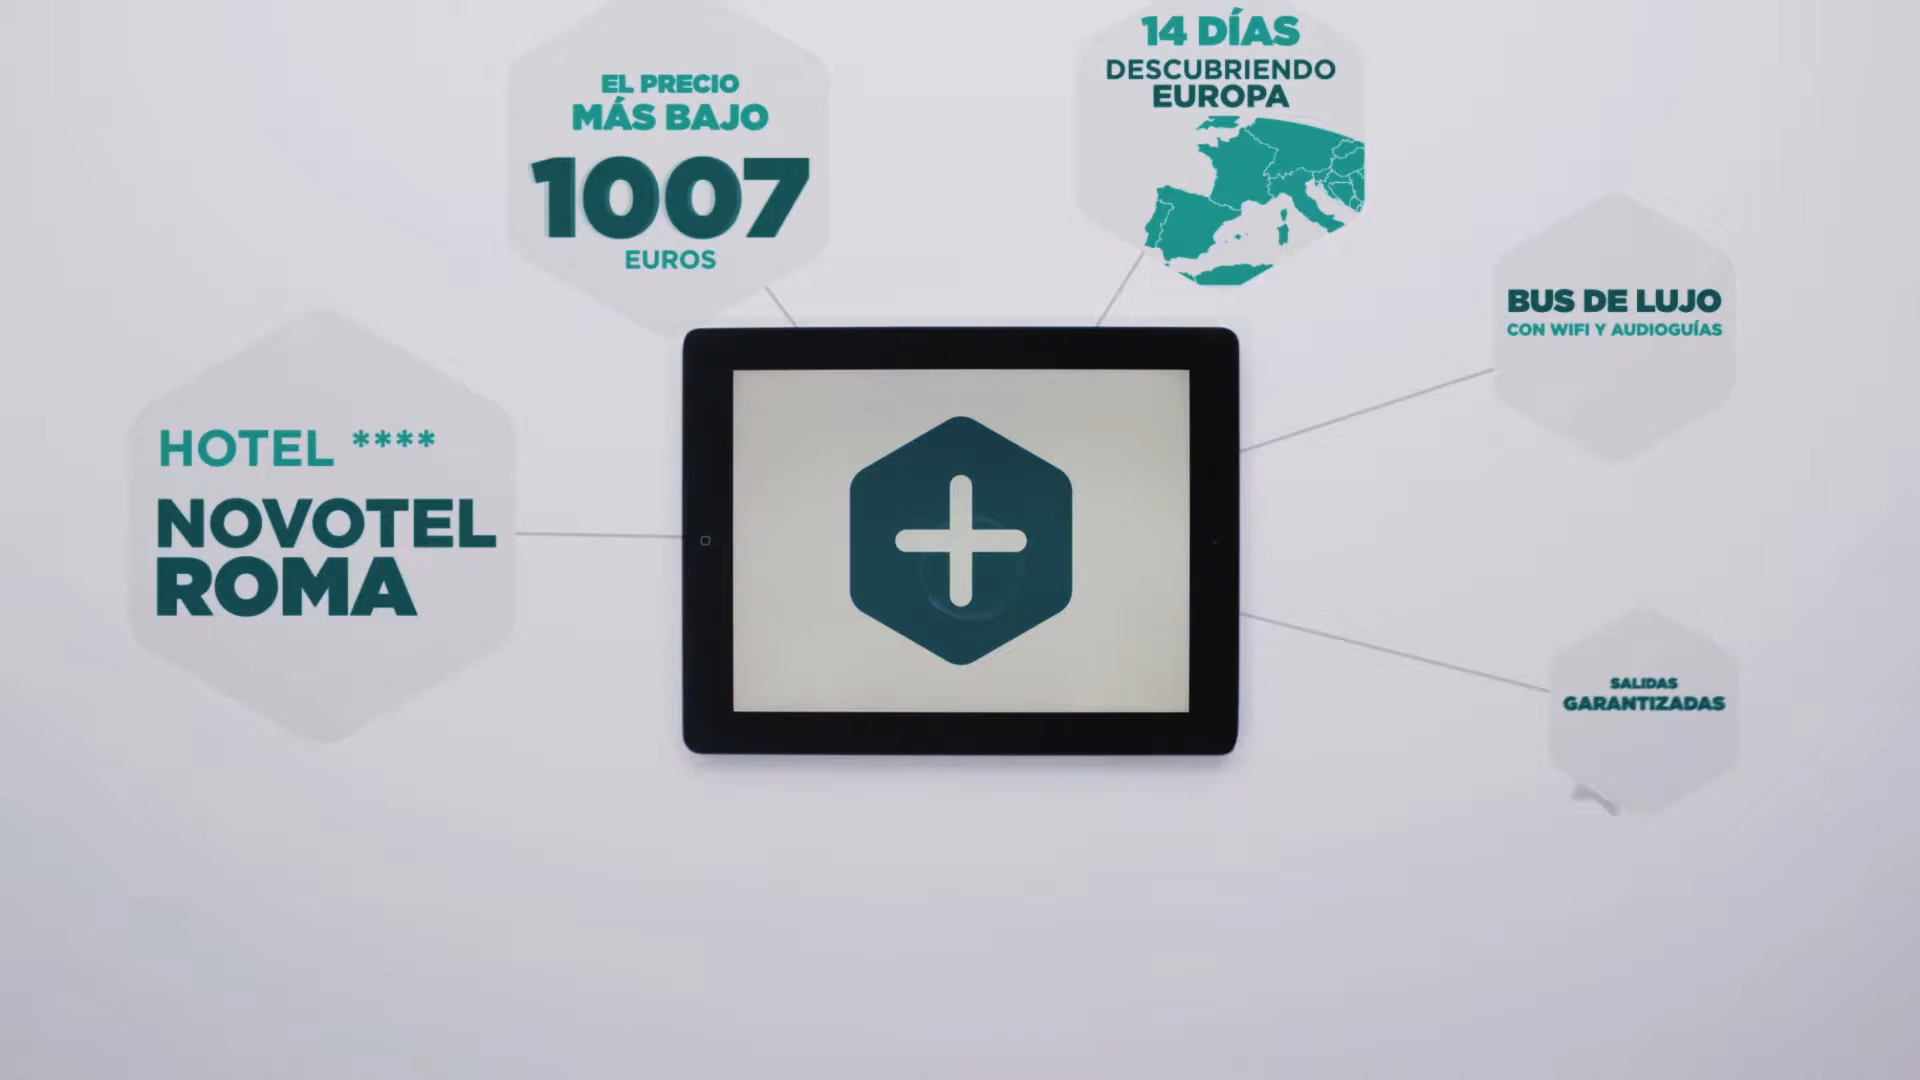 EL PRECIO
MÁS BAJO
1007
EUROS
14 DÍAS
DESCUBRIENDO
EUROPA
BUS DE LUJO
CON WIFI Y AUDIOGUÍAS
HOTEL ****
NOVOTEL
ROMA
SALIDAS
GARANTIZADAS